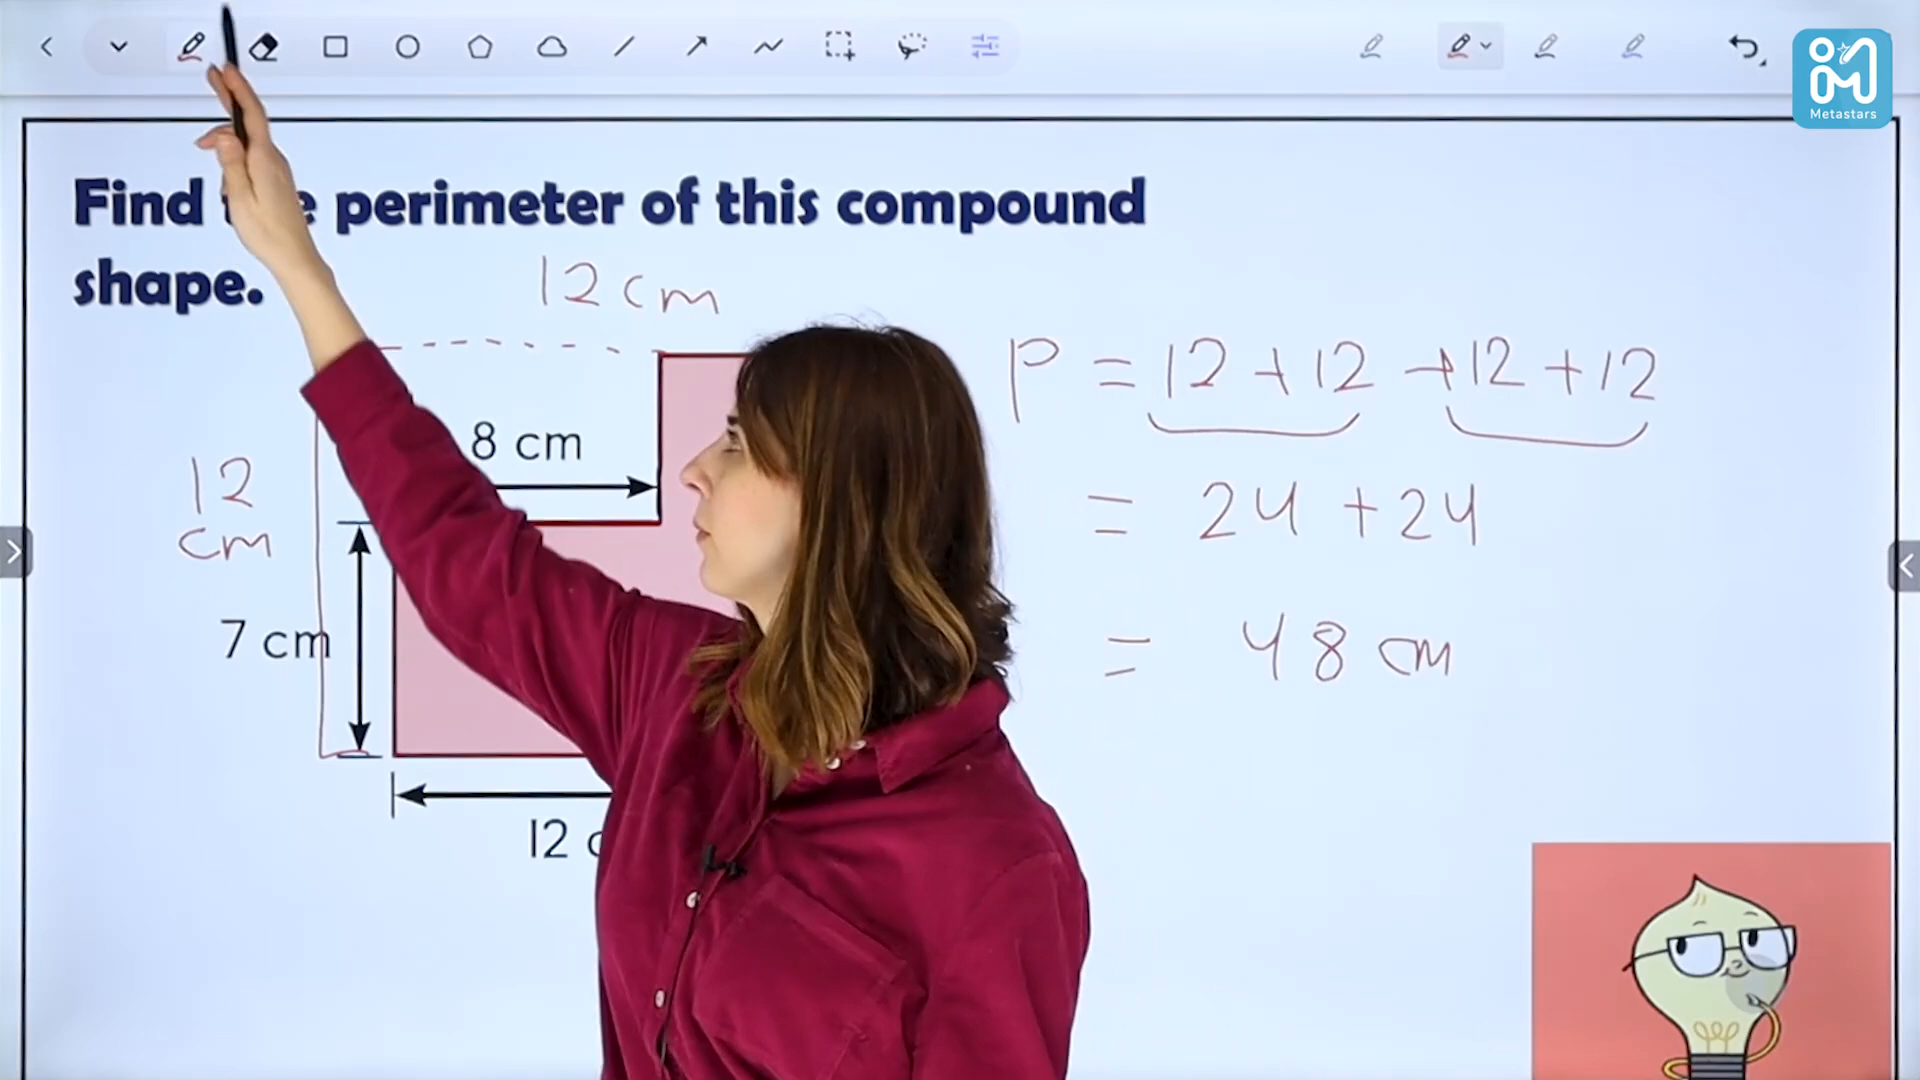 Metastars
Find e perimeter of this compound
shape.
12 cm
P = 12 + 12 + 12 + 12
8 cm
12
cm
= 24 + 24
7 cm
= 48 cm
12 c